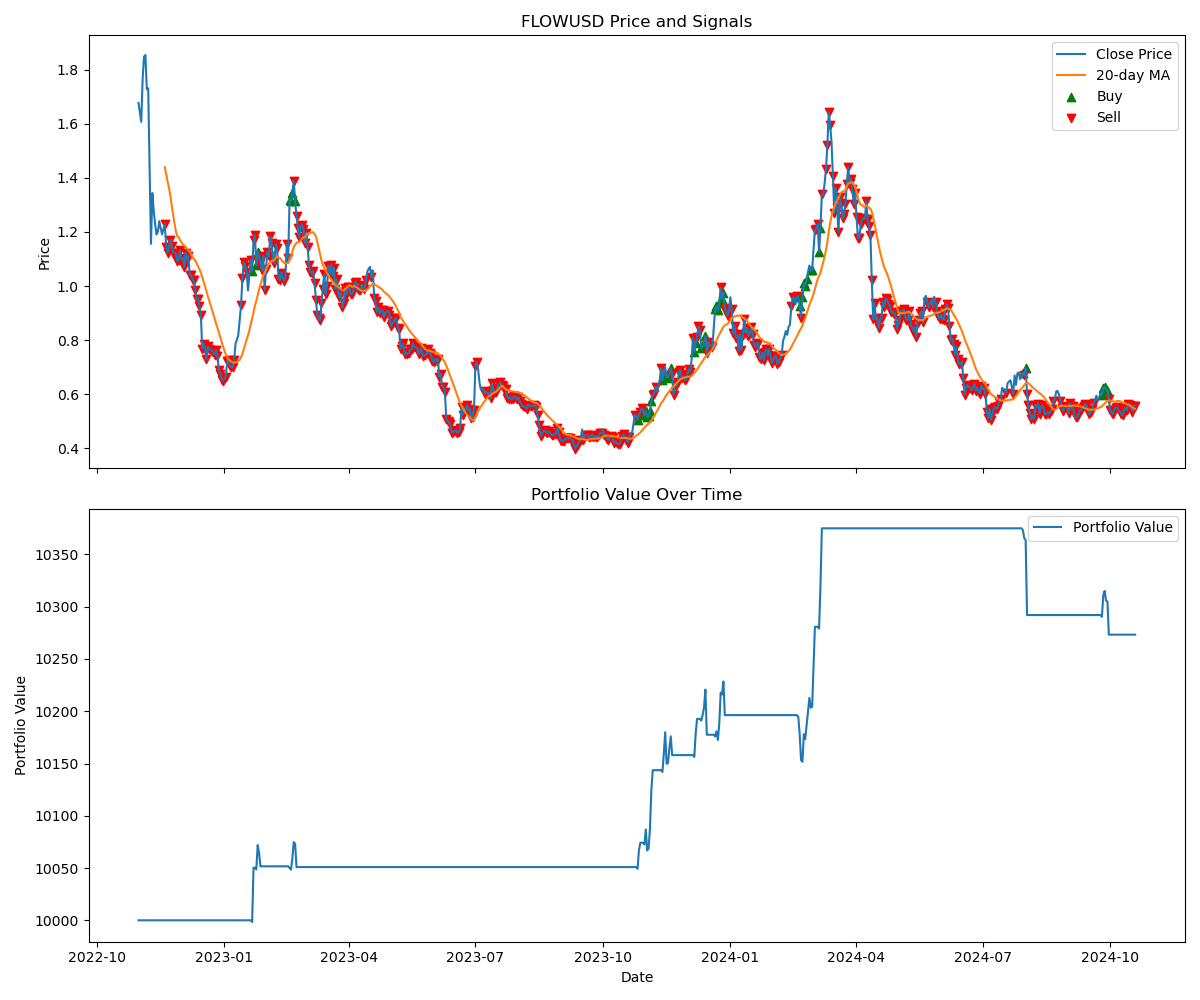 FLOWUSD Price and Signals
Price
1.8
1.6
1.4
1.2
1.0
0.8
0.6
0.4
Close Price
20-day MA
Buy
Sell
Portfolio Value Over Time
Portfolio Value
10350
10300
10250
10200
10150
10100
10050
10000
Portfolio Value
2022-10 2023-01 2023-04 2023-07 2023-10 2024-01 2024-04 2024-07 2024-10
Date